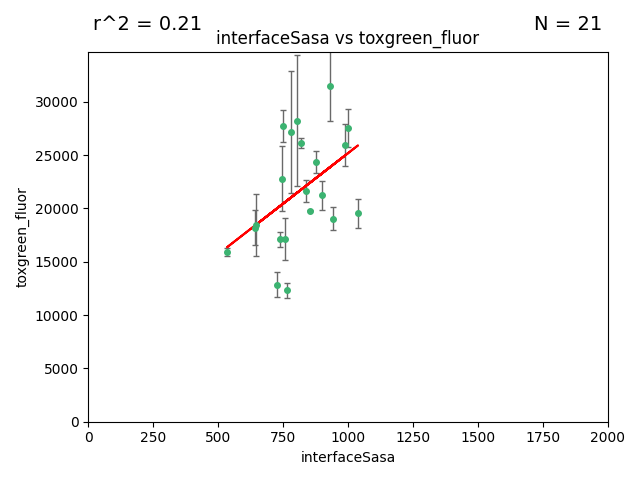 r^2 = 0.21
N = 21
interfaceSasa vs toxgreen_fluor
30000
25000
20000
15000
10000
5000
0
toxgreen_fluor
0 250 500 750 1000 1250 1500 1750 2000
interfaceSasa